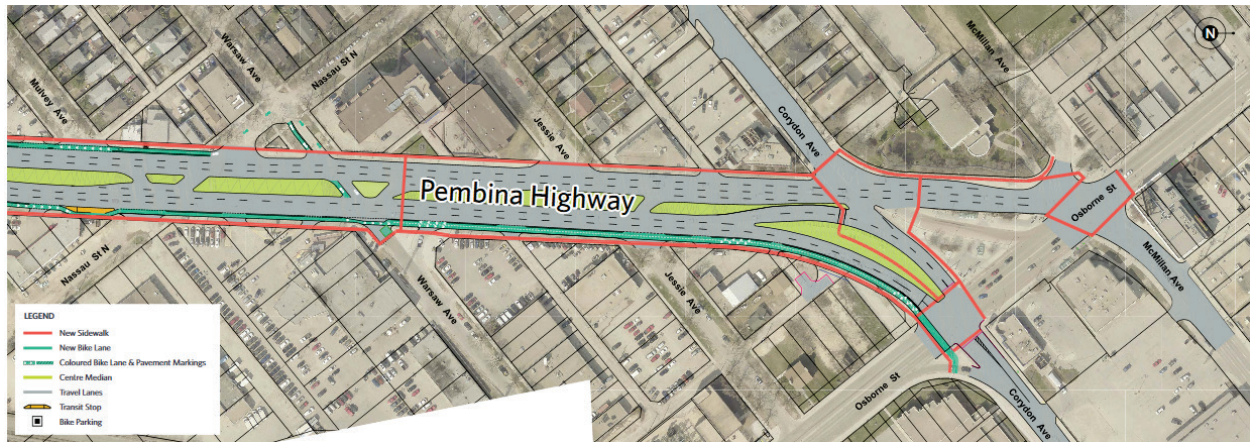 Mulvey Ave
Warsaw Ave
Nassau St N
Jessie Ave
Corydon Ave
McMillan Ave
N
Pembina Highway
Osborne St
McMillan Ave
Nassau St N
Warsaw Ave
Jessie Ave
Osborne St
Corydon Ave
LEGEND
New Sidewalk
New Bike Lane
Coloured Bike Lane & Pavement Markings
Centre Median
Travel Lanes
Transit Stop
Bike Parking